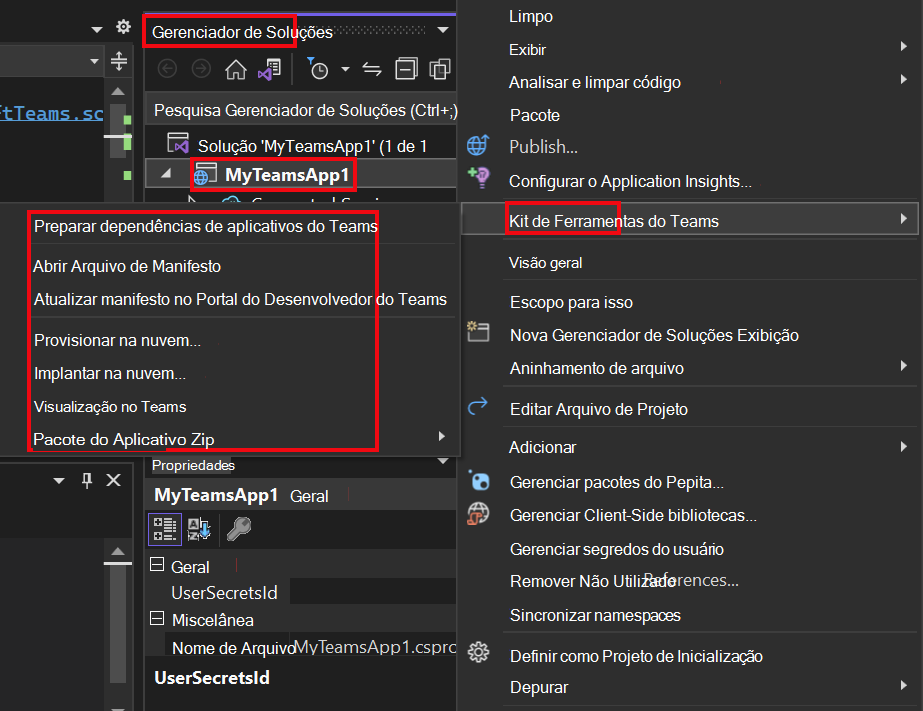 Gerenciador de Soluções
tTeams.sc
Pesquisa Gerenciador de Soluções (Ctrl+;)
Solução 'MyTeamsApp1' (1 de 1
MyTeamsApp1
Preparar dependências de aplicativos do Teams
Abrir Arquivo de Manifesto
Atualizar manifesto no Portal do Desenvolvedor do Teams
Provisionar na nuvem...
Implantar na nuvem...
Visualização no Teams
Pacote do Aplicativo Zip
Propriedades
MyTeamsApp1 Geral
Geral
UserSecretsId
Miscelânea
Nome de Arquivo MyTeamsApp1.cspro
UserSecretsId
Limpo
Exibir
Analisar e limpar código
Pacote
Publish...
Configurar o Application Insights...
Kit de Ferramentas do Teams
Visão geral
Escopo para isso
Nova Gerenciador de Soluções Exibição
Aninhamento de arquivo
Editar Arquivo de Projeto
Adicionar
Gerenciar pacotes do Pepita...
Gerenciar Client-Side bibliotecas...
Gerenciar segredos do usuário
Remover Não Utilizado References...
Sincronizar namespaces
Definir como Projeto de Inicialização
Depurar